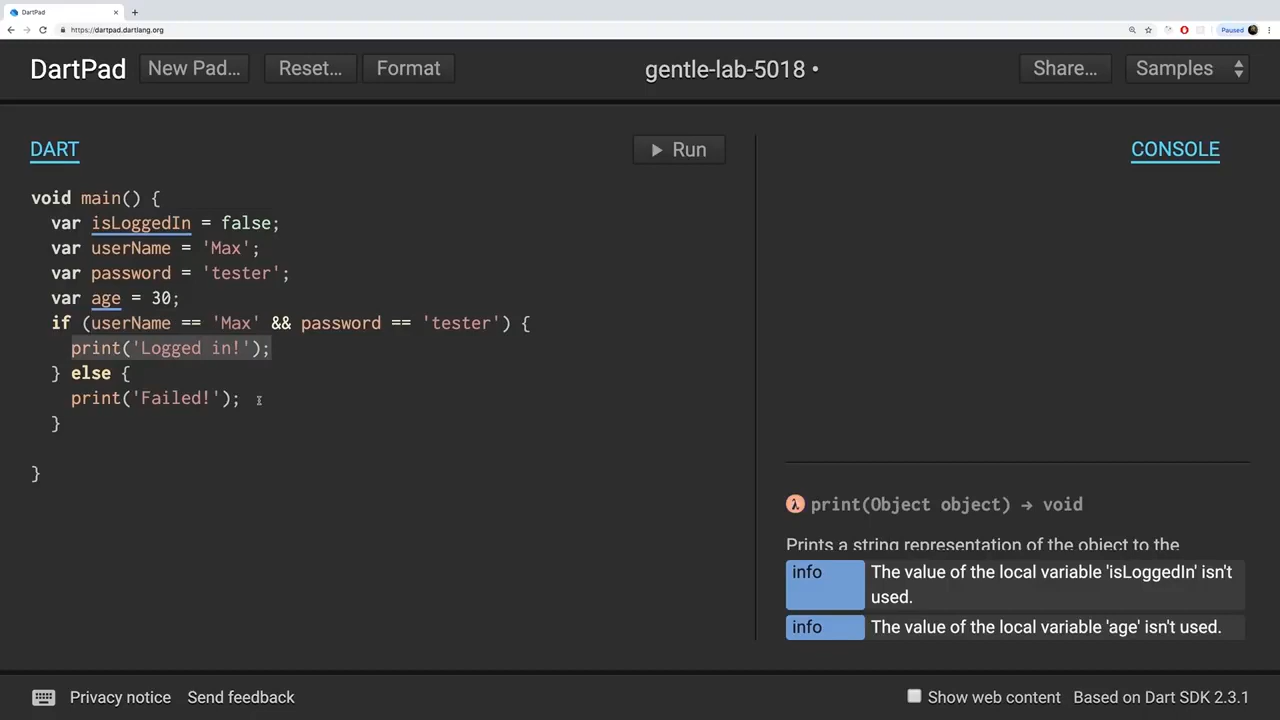 DartPad
https://dartpad.dartlang.org
Paused
DartPad
New Pad...
Reset...
Format
gentle-lab-5018 •
Share...
Samples
DART
Run
CONSOLE
void main() {
  var isLoggedIn = false;
  var userName = 'Max';
  var password = 'tester';
  var age = 30;
  if (userName == 'Max' && password == 'tester') {
    print('Logged in!');
  } else {
    print('Failed!');
  }
}
λ print(Object object) → void
Prints a string representation of the object to the
info The value of the local variable 'isLoggedIn' isn't
used.
info The value of the local variable 'age' isn't used.
Privacy notice
Send feedback
Show web content
Based on Dart SDK 2.3.1